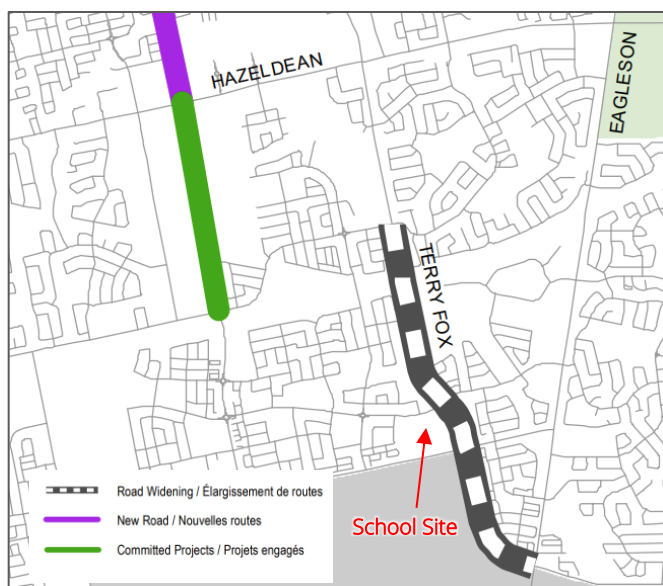 HAZELDEAN
EAGLESON
TERRY FOX
Road Widening / Élargissement de routes
New Road / Nouvelles routes
Committed Projects / Projets engagés
School Site